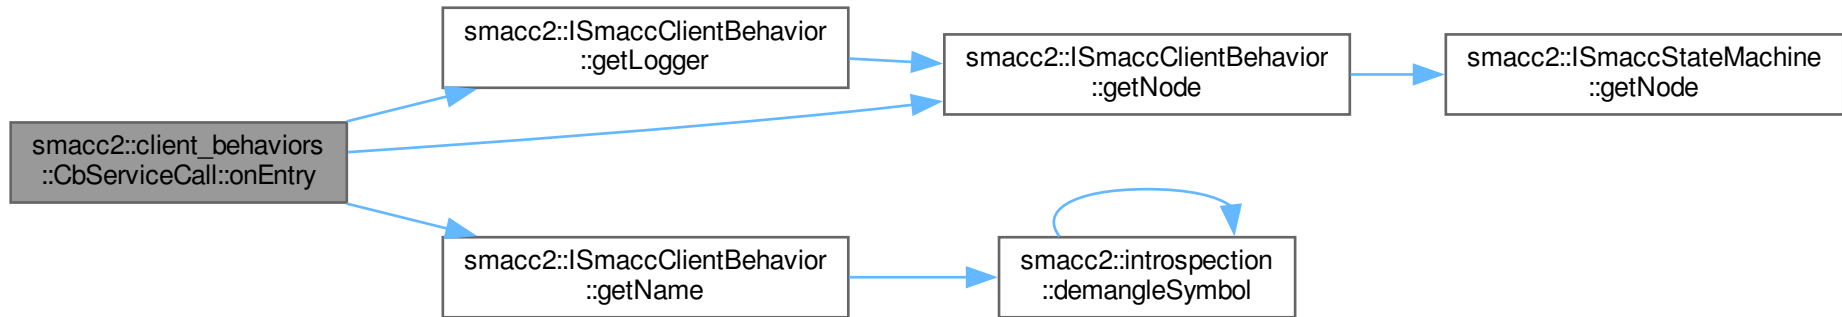 smacc2::client_behaviors
::CbServiceCall::onEntry
smacc2::ISmaccClientBehavior
::getLogger
smacc2::ISmaccClientBehavior
::getNode
smacc2::ISmaccStateMachine
::getNode
smacc2::ISmaccClientBehavior
::getName
smacc2::introspection
::demangleSymbol